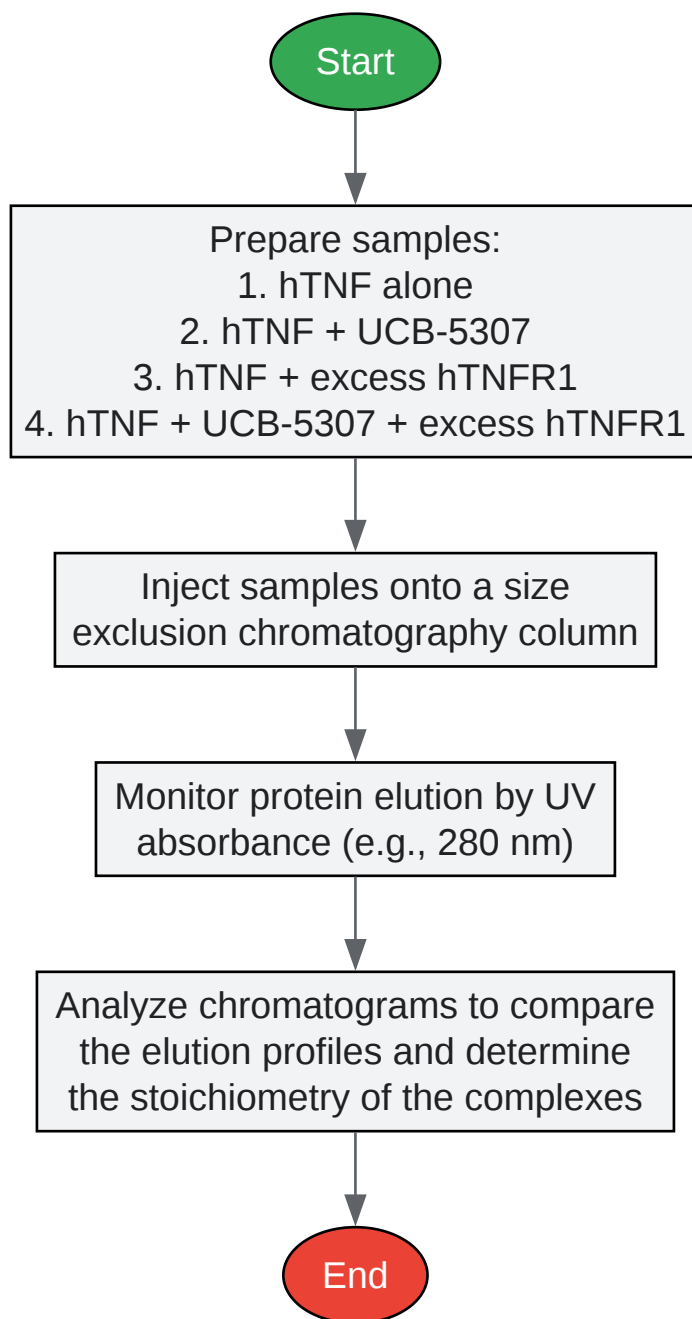 Start
Prepare samples:
1. hTNF alone
2. hTNF + UCB-5307
3. hTNF + excess hTNFR1
4. hTNF + UCB-5307 + excess hTNFR1
Inject samples onto a size
exclusion chromatography column
Monitor protein elution by UV
absorbance (e.g., 280 nm)
Analyze chromatograms to compare
the elution profiles and determine
the stoichiometry of the complexes
End